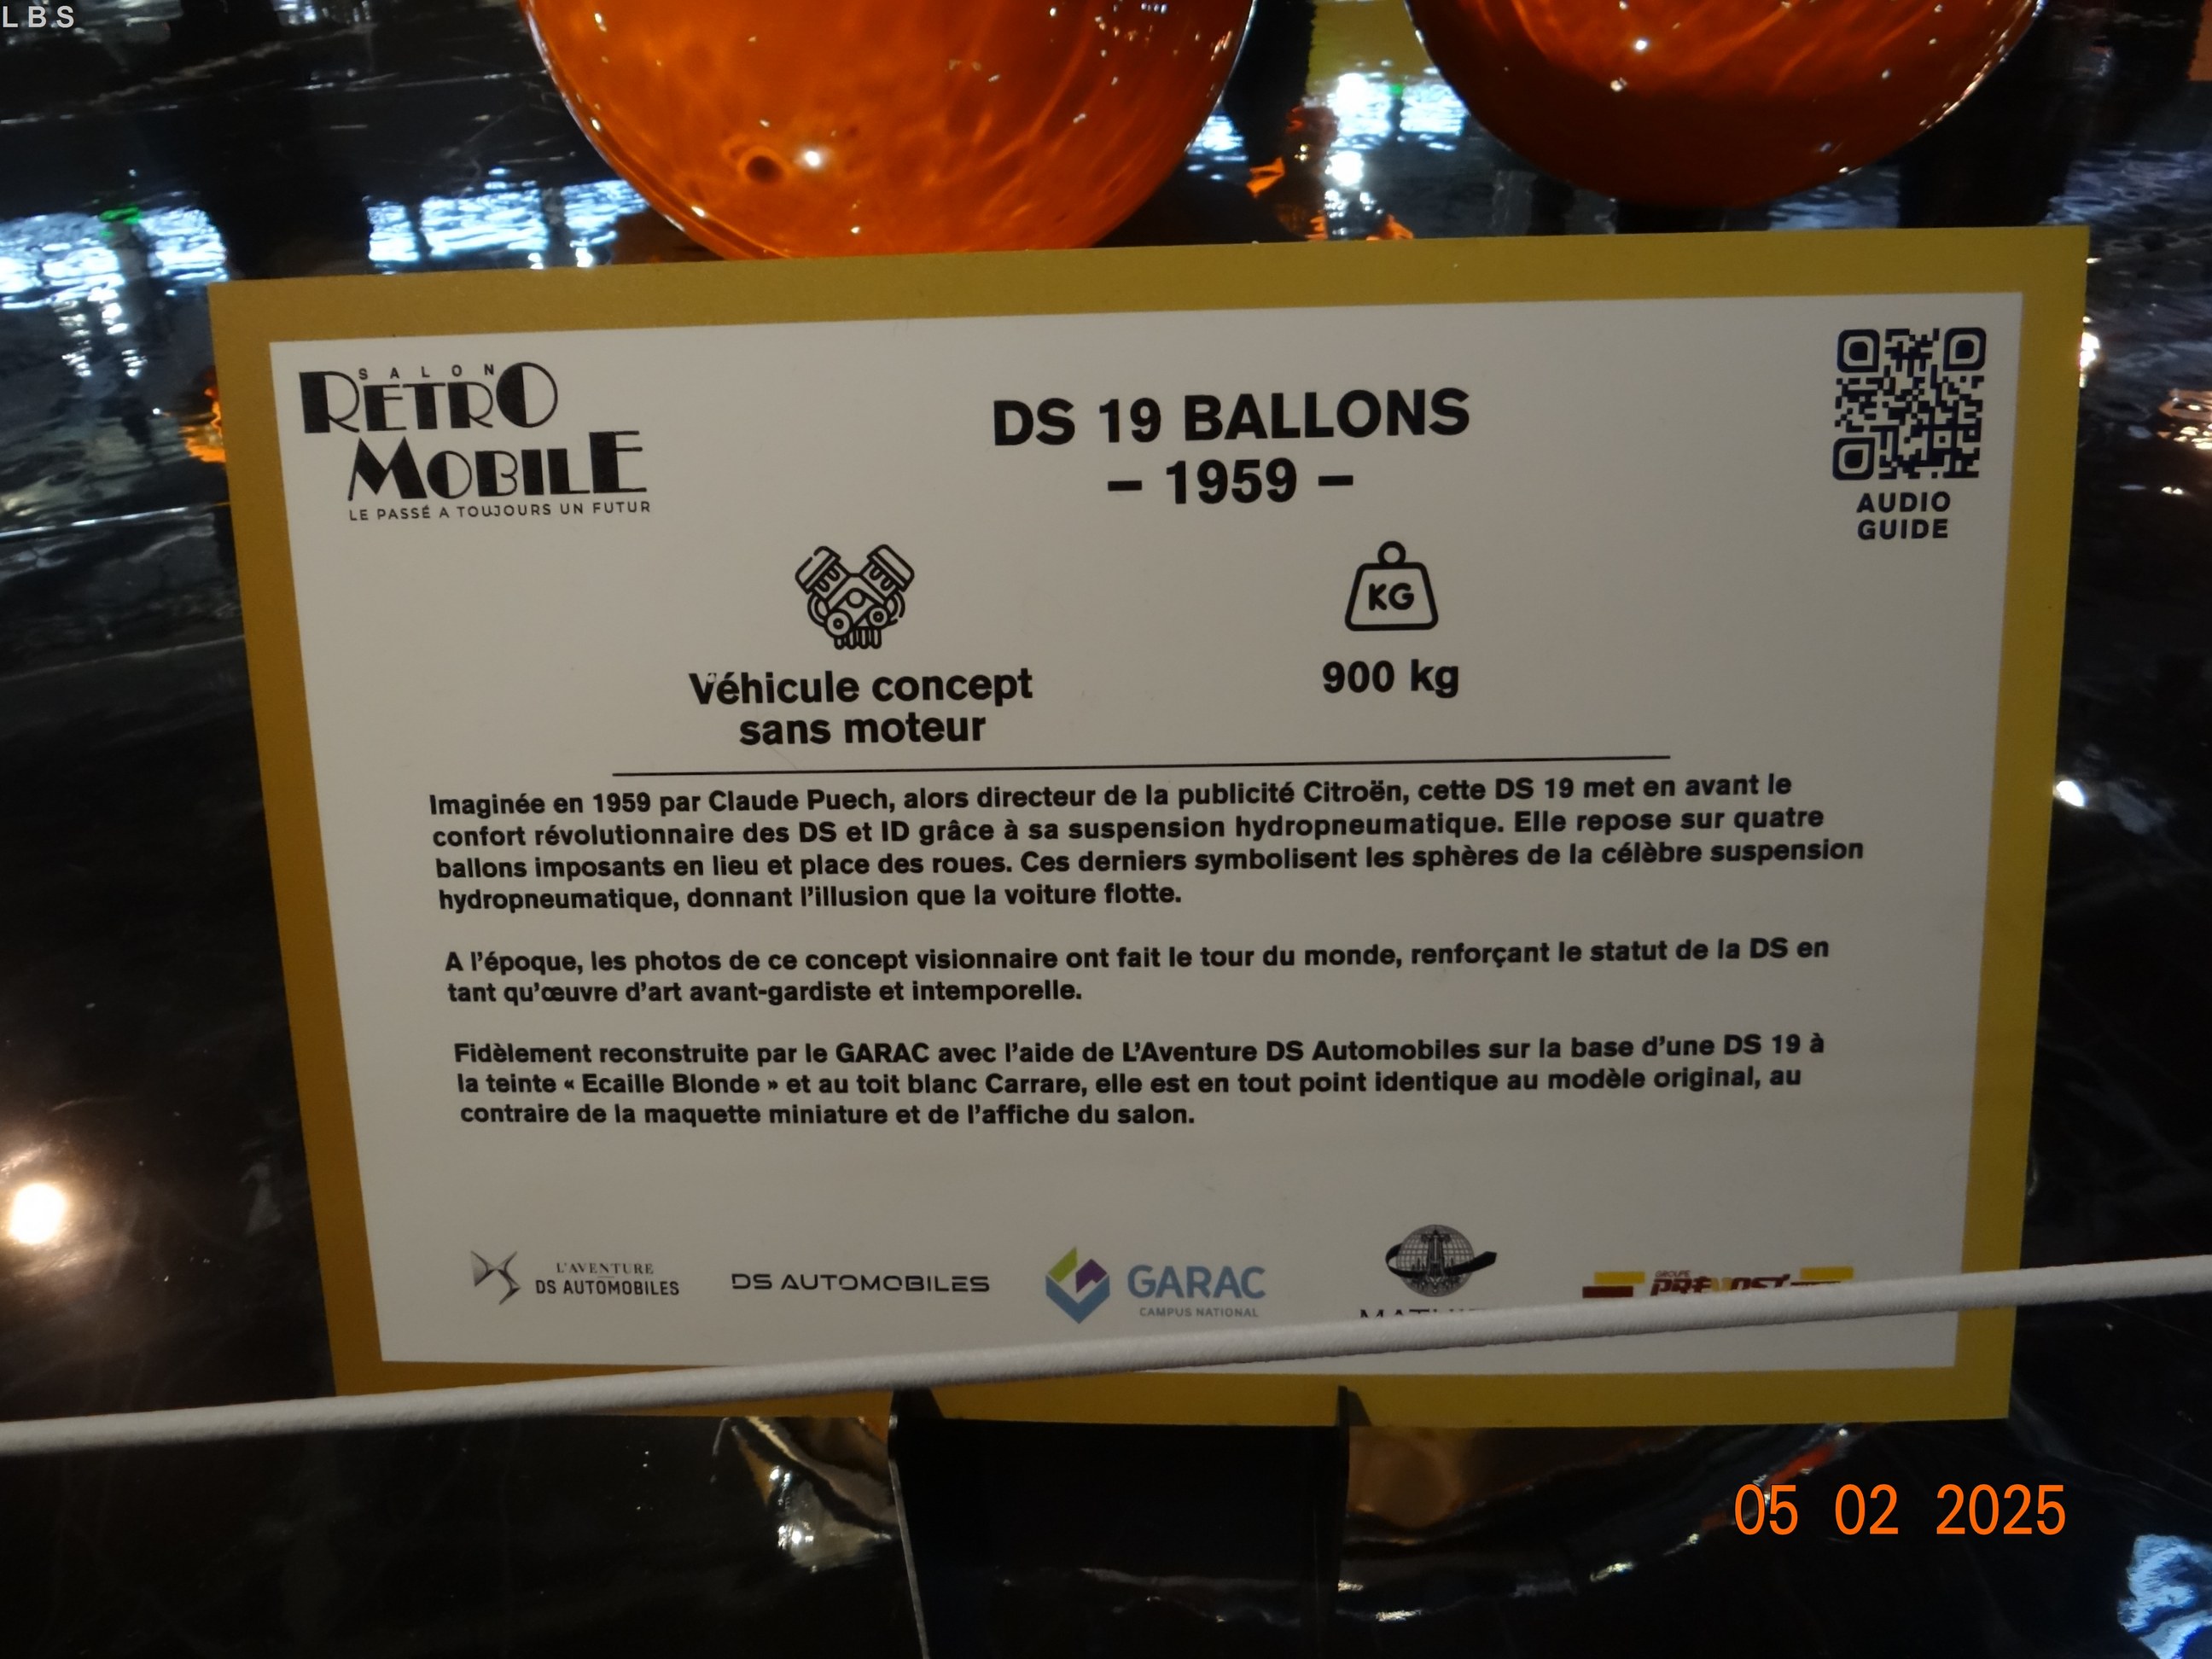 L B S
SALON
RETRO
MOBILE
LE PASSÉ A TOUJOURS UN FUTUR
DS 19 BALLONS
– 1959 –
AUDIO
GUIDE
KG
Véhicule concept
sans moteur
900 kg
Imaginée en 1959 par Claude Puech, alors directeur de la publicité Citroën, cette DS 19 met en avant le
confort révolutionnaire des DS et ID grâce à sa suspension hydropneumatique. Elle repose sur quatre
ballons imposants en lieu et place des roues. Ces derniers symbolisent les sphères de la célèbre suspension
hydropneumatique, donnant l'illusion que la voiture flotte.
A l'époque, les photos de ce concept visionnaire ont fait le tour du monde, renforçant le statut de la DS en
tant qu'œuvre d'art avant-gardiste et intemporelle.
Fidèlement reconstruite par le GARAC avec l'aide de L'Aventure DS Automobiles sur la base d'une DS 19 à
la teinte « Ecaille Blonde » et au toit blanc Carrare, elle est en tout point identique au modèle original, au
contraire de la maquette miniature et de l'affiche du salon.
L'AVENTURE
DS AUTOMOBILES
DS AUTOMOBILES
GARAC
CAMPUS NATIONAL
GROUPE
PRÉVOST
05 02 2025